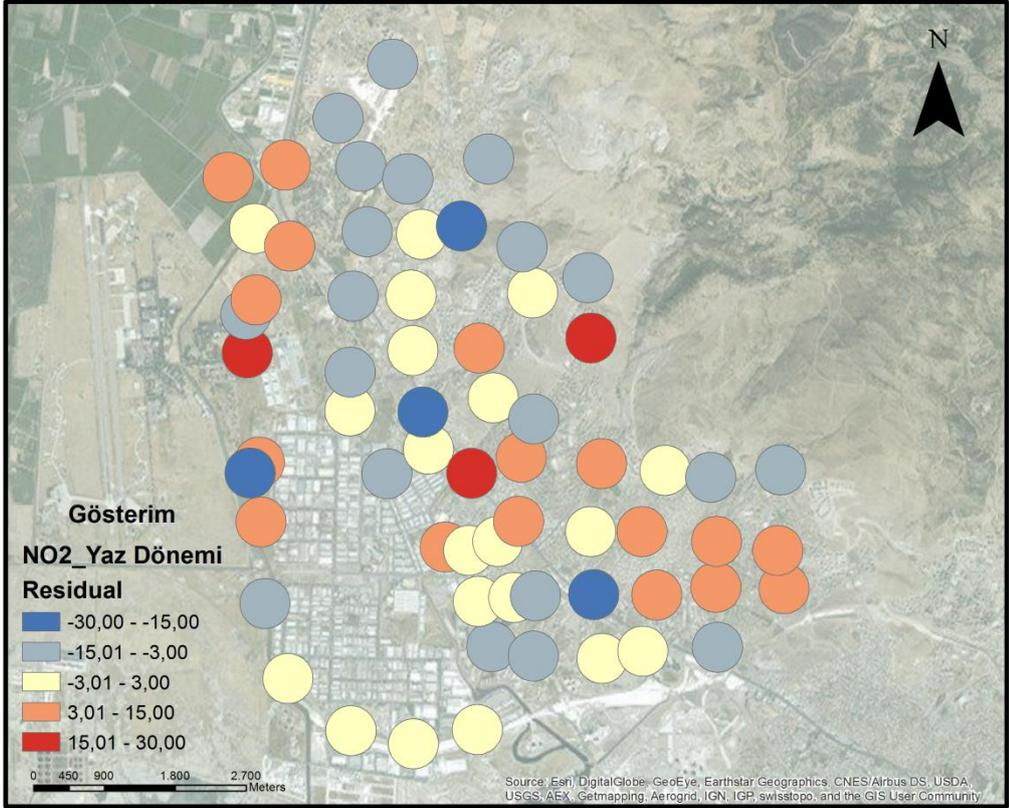 N
Gösterim
NO2_Yaz Dönemi
Residual
-30,00 - -15,00
-15,01 - -3,00
-3,01 - 3,00
3,01 - 15,00
15,01 - 30,00
0 450 900 1.800 2.700
Meters
Source: Esri, DigitalGlobe, GeoEye, Earthstar Geographics, CNES/Airbus DS, USDA,
USGS, AEX, Getmapping, Aerogrid, IGN, IGP, swisstopo, and the GIS User Community